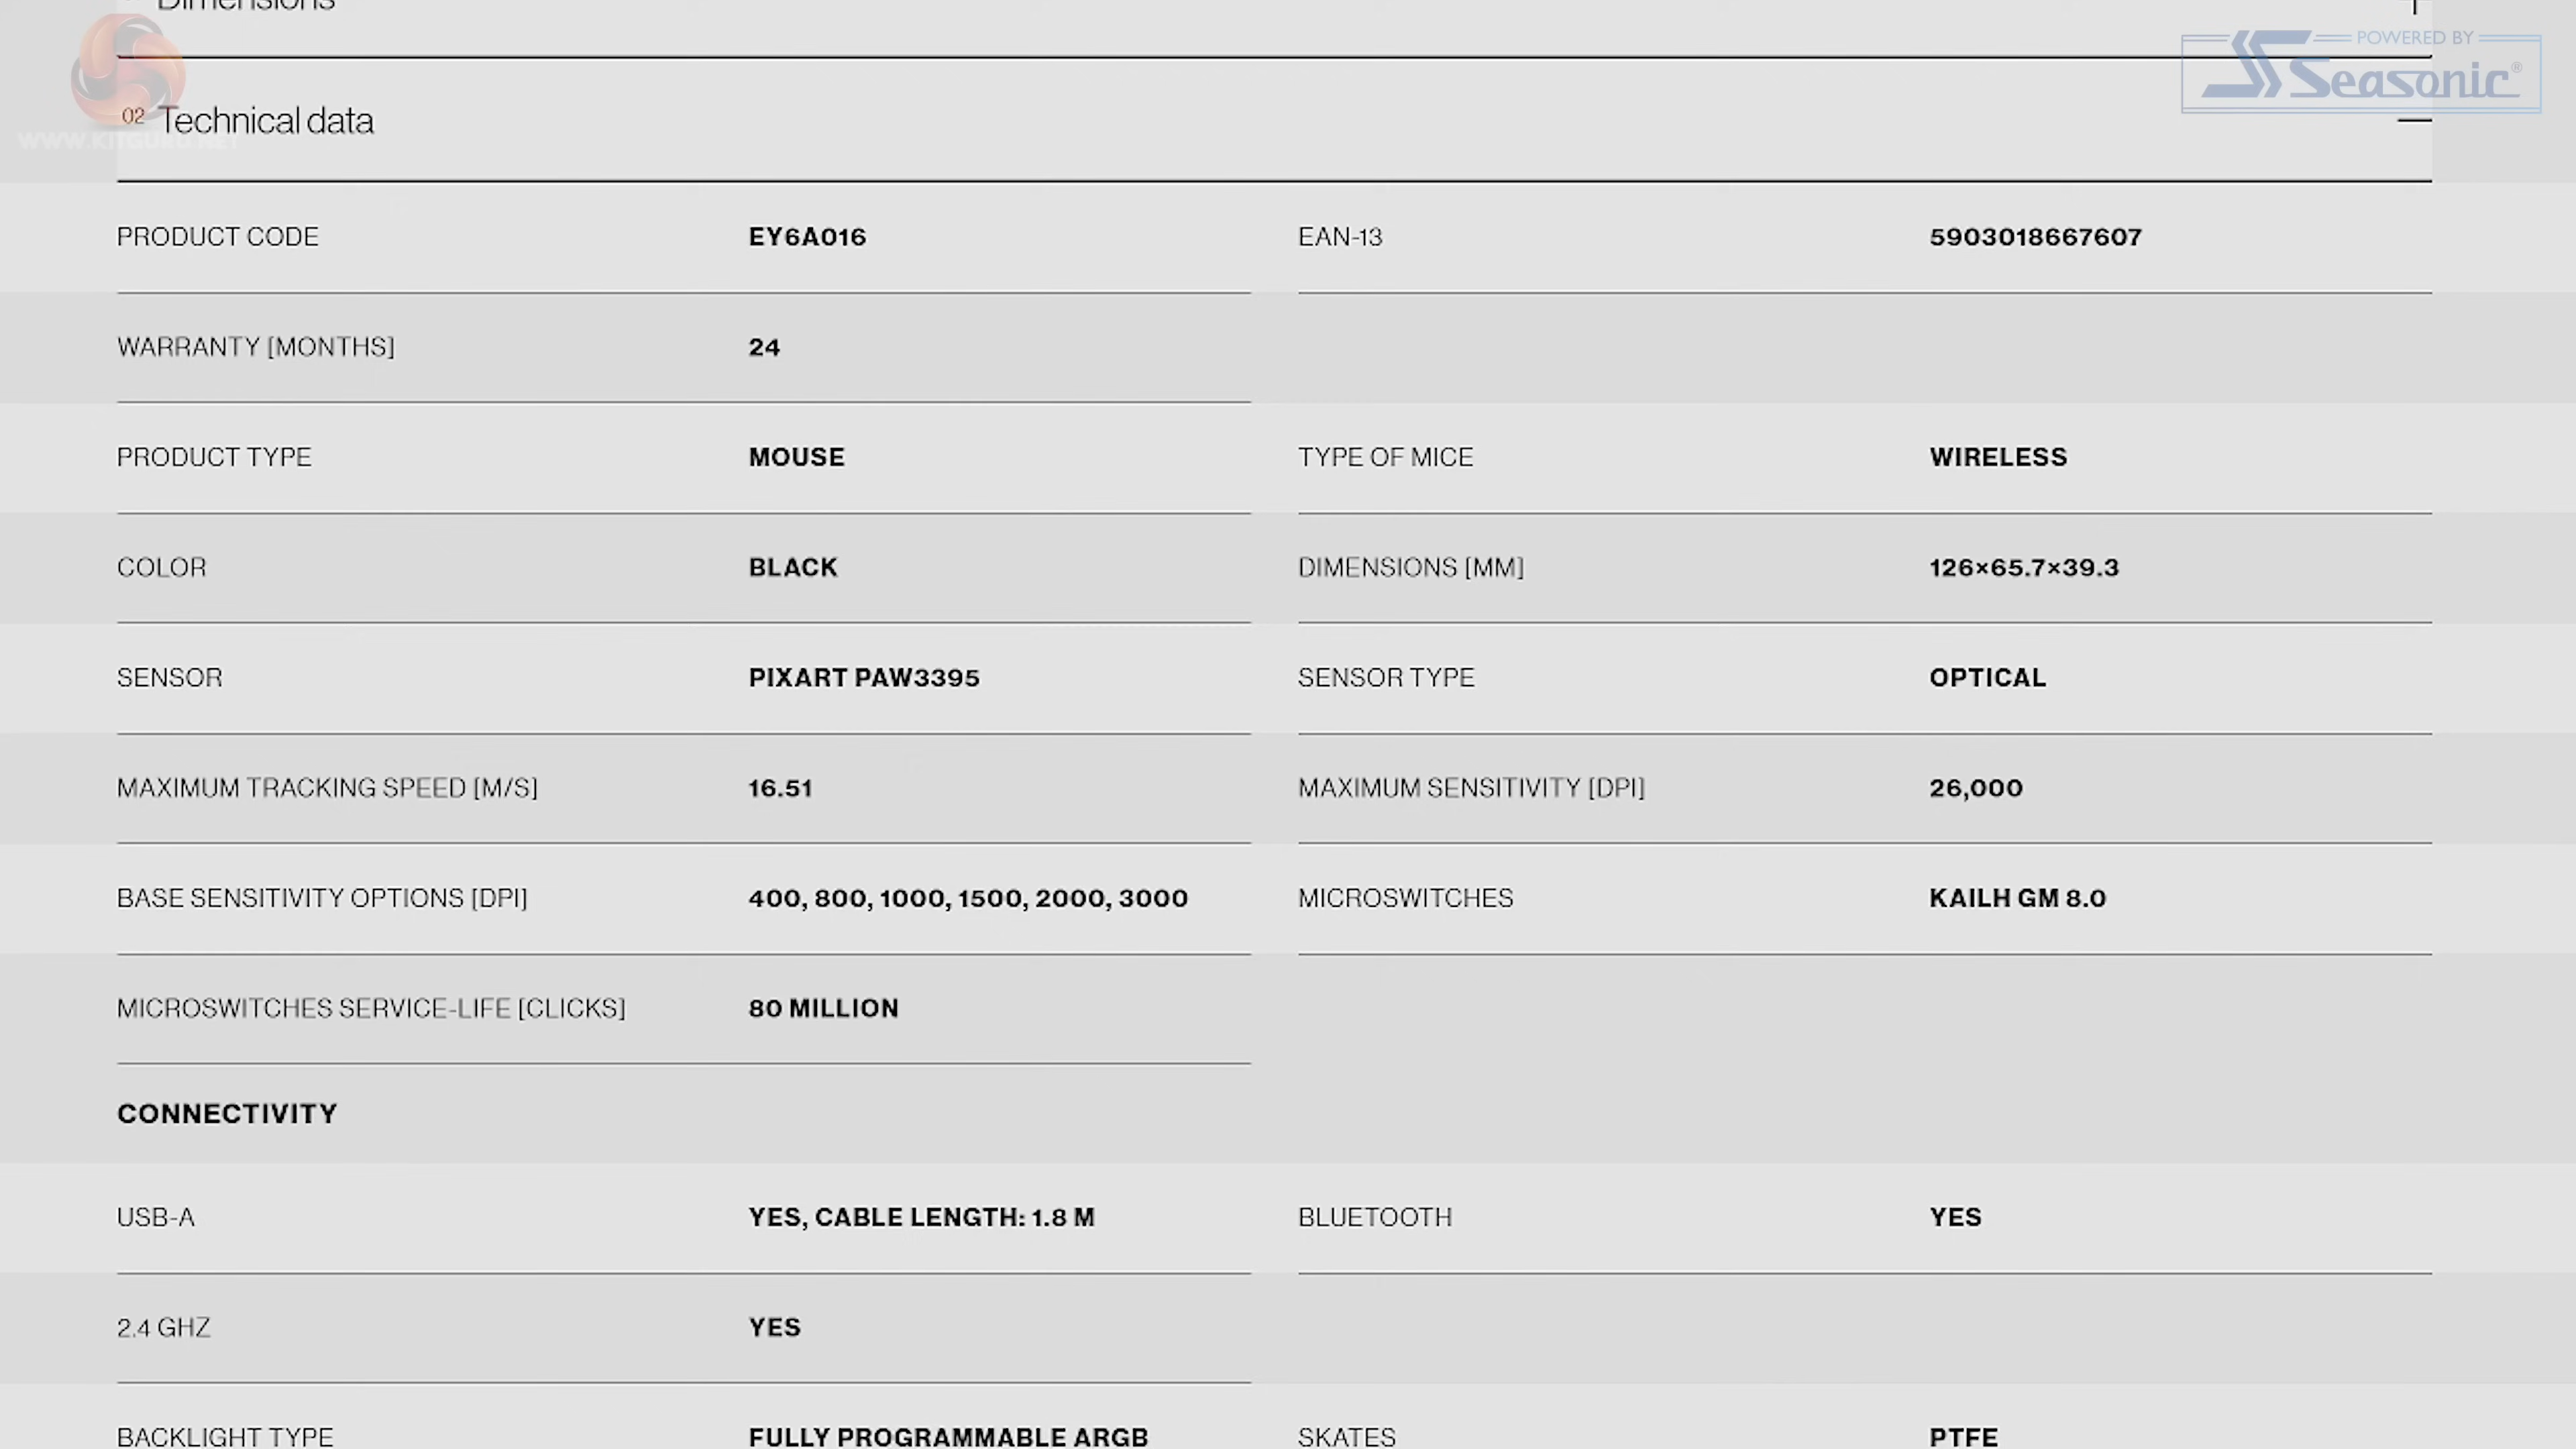 Dimensions
POWERED BY
Seasonic®
02 Technical data
WWW.KITGURU.NET
PRODUCT CODE EY6A016 EAN-13 5903018667607
WARRANTY [MONTHS] 24
PRODUCT TYPE MOUSE TYPE OF MICE WIRELESS
COLOR BLACK DIMENSIONS [MM] 126×65.7×39.3
SENSOR PIXART PAW3395 SENSOR TYPE OPTICAL
MAXIMUM TRACKING SPEED [M/S] 16.51 MAXIMUM SENSITIVITY [DPI] 26,000
BASE SENSITIVITY OPTIONS [DPI] 400, 800, 1000, 1500, 2000, 3000 MICROSWITCHES KAILH GM 8.0
MICROSWITCHES SERVICE-LIFE [CLICKS] 80 MILLION
CONNECTIVITY
USB-A YES, CABLE LENGTH: 1.8 M BLUETOOTH YES
2.4 GHZ YES
BACKLIGHT TYPE FULLY PROGRAMMABLE ARGB SKATES PTFE